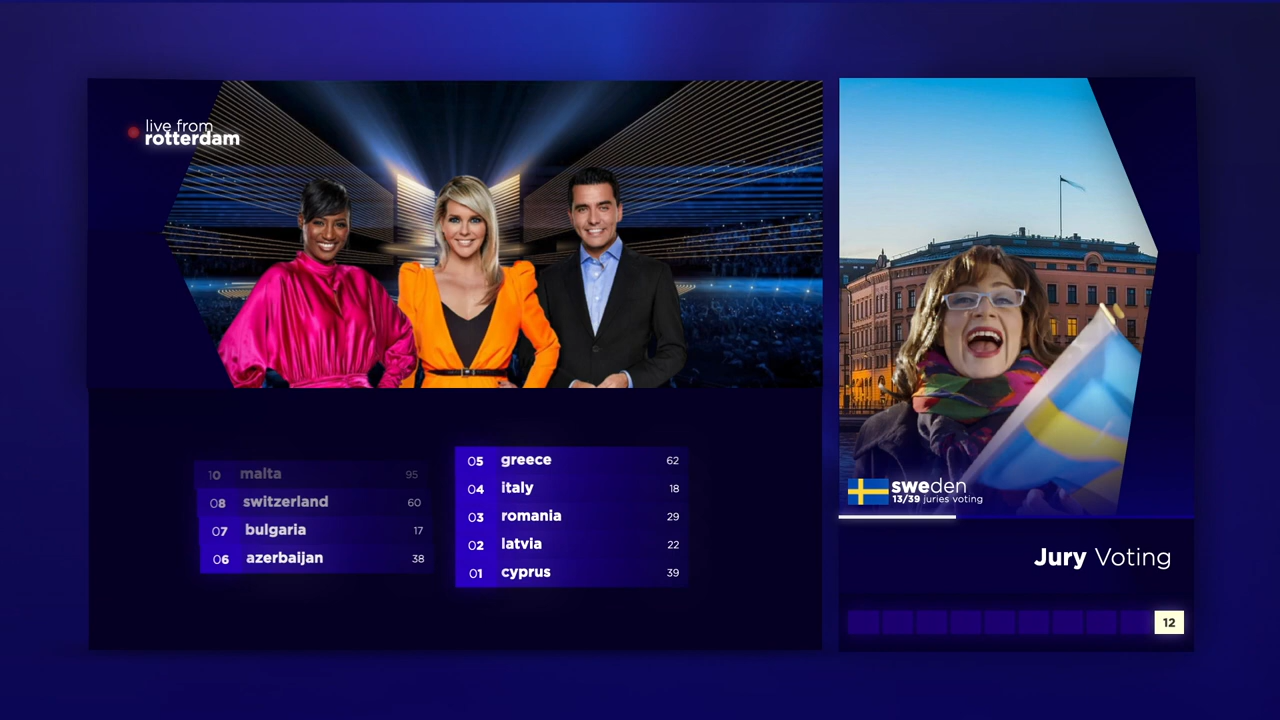 live from
rotterdam
10 malta 95
08 switzerland 60
07 bulgaria 17
06 azerbaijan 38
05 greece 62
04 italy 18
03 romania 29
02 latvia 22
01 cyprus 39
sweden
13/39 juries voting
Jury Voting
12